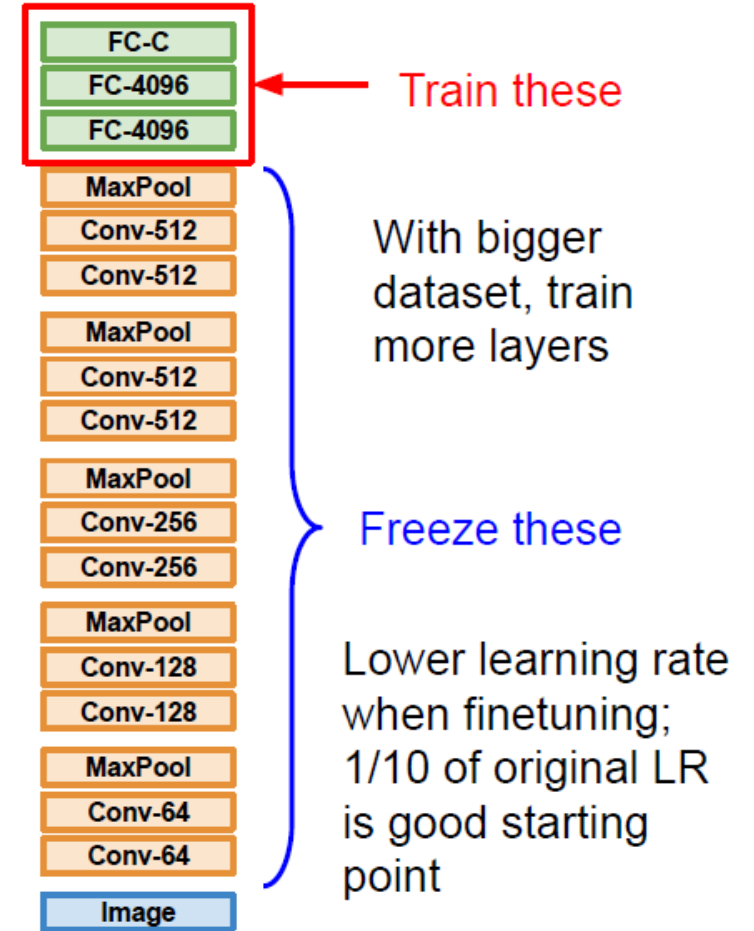 FC-C
FC-4096
FC-4096
Train these
MaxPool
Conv-512
Conv-512
With bigger
dataset, train
more layers
MaxPool
Conv-512
Conv-512
MaxPool
Conv-256
Conv-256
Freeze these
MaxPool
Conv-128
Conv-128
MaxPool
Conv-64
Conv-64
Lower learning rate
when finetuning;
1/10 of original LR
is good starting
point
Image